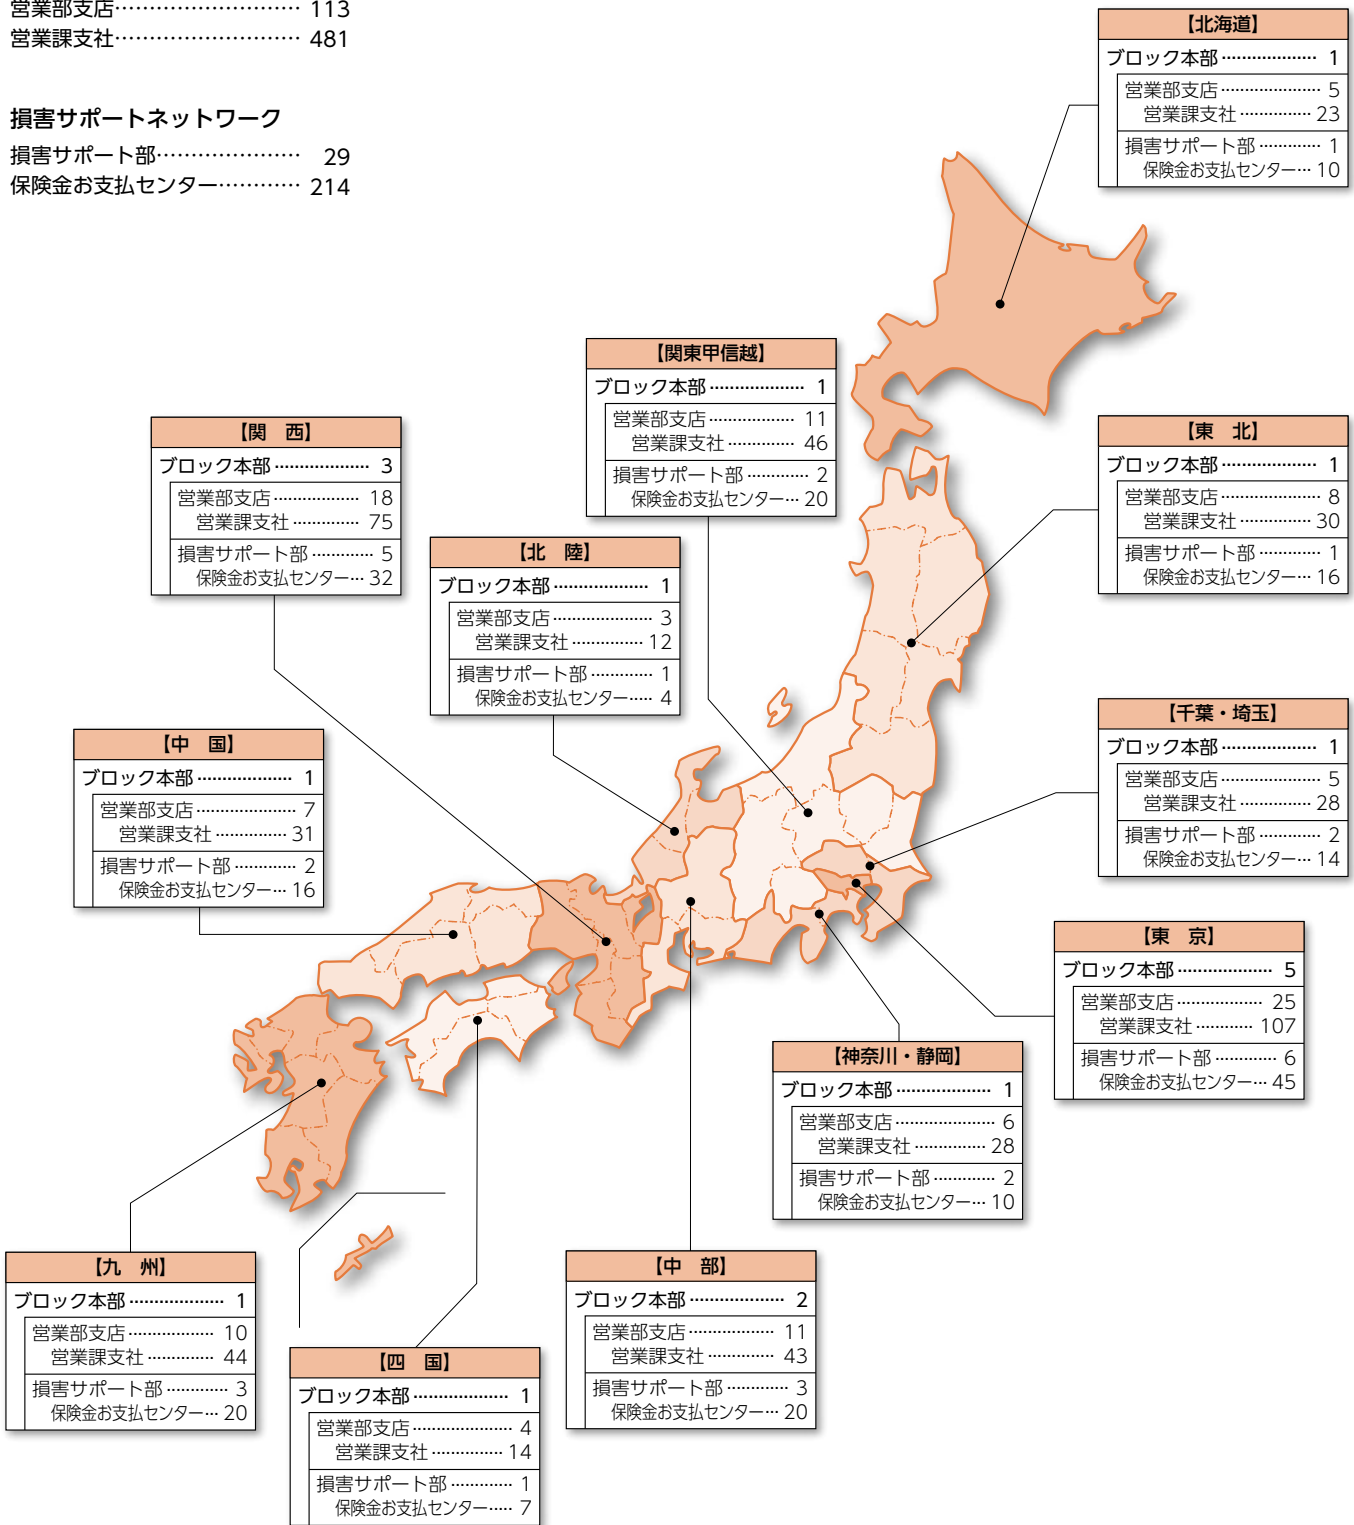 営業部支店………………………… 113
営業課支社………………………… 481
損害サポートネットワーク
損害サポート部………………… 29
保険金お支払センター………… 214
【北海道】
ブロック本部………………… 1
営業部支店………………… 5
営業課支社…………… 23
損害サポート部………… 1
保険金お支払センター… 10
【関東甲信越】
ブロック本部………………… 1
営業部支店……………… 11
営業課支社…………… 46
損害サポート部………… 2
保険金お支払センター… 20
【関　西】
ブロック本部………………… 3
営業部支店……………… 18
営業課支社…………… 75
損害サポート部………… 5
保険金お支払センター… 32
【東　北】
ブロック本部………………… 1
営業部支店………………… 8
営業課支社…………… 30
損害サポート部………… 1
保険金お支払センター… 16
【北　陸】
ブロック本部………………… 1
営業部支店………………… 3
営業課支社…………… 12
損害サポート部………… 1
保険金お支払センター…… 4
【千葉・埼玉】
ブロック本部………………… 1
営業部支店………………… 5
営業課支社…………… 28
損害サポート部………… 2
保険金お支払センター… 14
【中　国】
ブロック本部………………… 1
営業部支店………………… 7
営業課支社…………… 31
損害サポート部………… 2
保険金お支払センター… 16
【東　京】
ブロック本部………………… 5
営業部支店……………… 25
営業課支社………… 107
損害サポート部………… 6
保険金お支払センター… 45
【神奈川・静岡】
ブロック本部………………… 1
営業部支店………………… 6
営業課支社…………… 28
損害サポート部………… 2
保険金お支払センター… 10
【九　州】
ブロック本部………………… 1
営業部支店……………… 10
営業課支社…………… 44
損害サポート部………… 3
保険金お支払センター… 20
【中　部】
ブロック本部………………… 2
営業部支店……………… 11
営業課支社…………… 43
損害サポート部………… 3
保険金お支払センター… 20
【四　国】
ブロック本部………………… 1
営業部支店………………… 4
営業課支社…………… 14
損害サポート部………… 1
保険金お支払センター…… 7